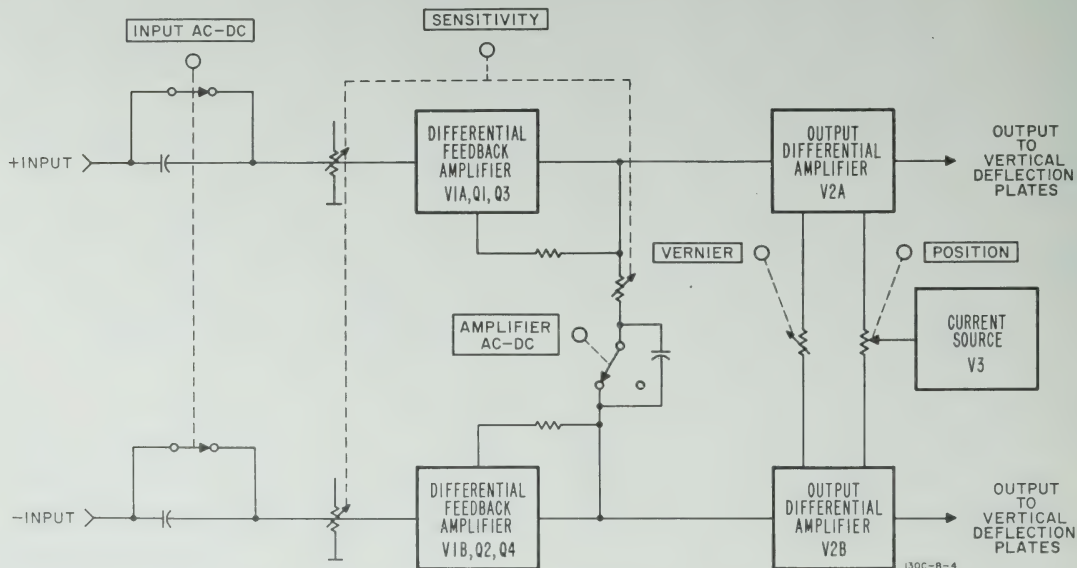 SENSITIVITY
INPUT AC-DC
+INPUT
DIFFERENTIAL
FEEDBACK
AMPLIFIER
V1A, Q1, Q3
OUTPUT
DIFFERENTIAL
AMPLIFIER
V2A
OUTPUT
TO
VERTICAL
DEFLECTION
PLATES
VERNIER
POSITION
AMPLIFIER
AC-DC
CURRENT
SOURCE
V3
-INPUT
DIFFERENTIAL
FEEDBACK
AMPLIFIER
V1B, Q2, Q4
OUTPUT
DIFFERENTIAL
AMPLIFIER
V2B
OUTPUT
TO
VERTICAL
DEFLECTION
PLATES
130C-B-4